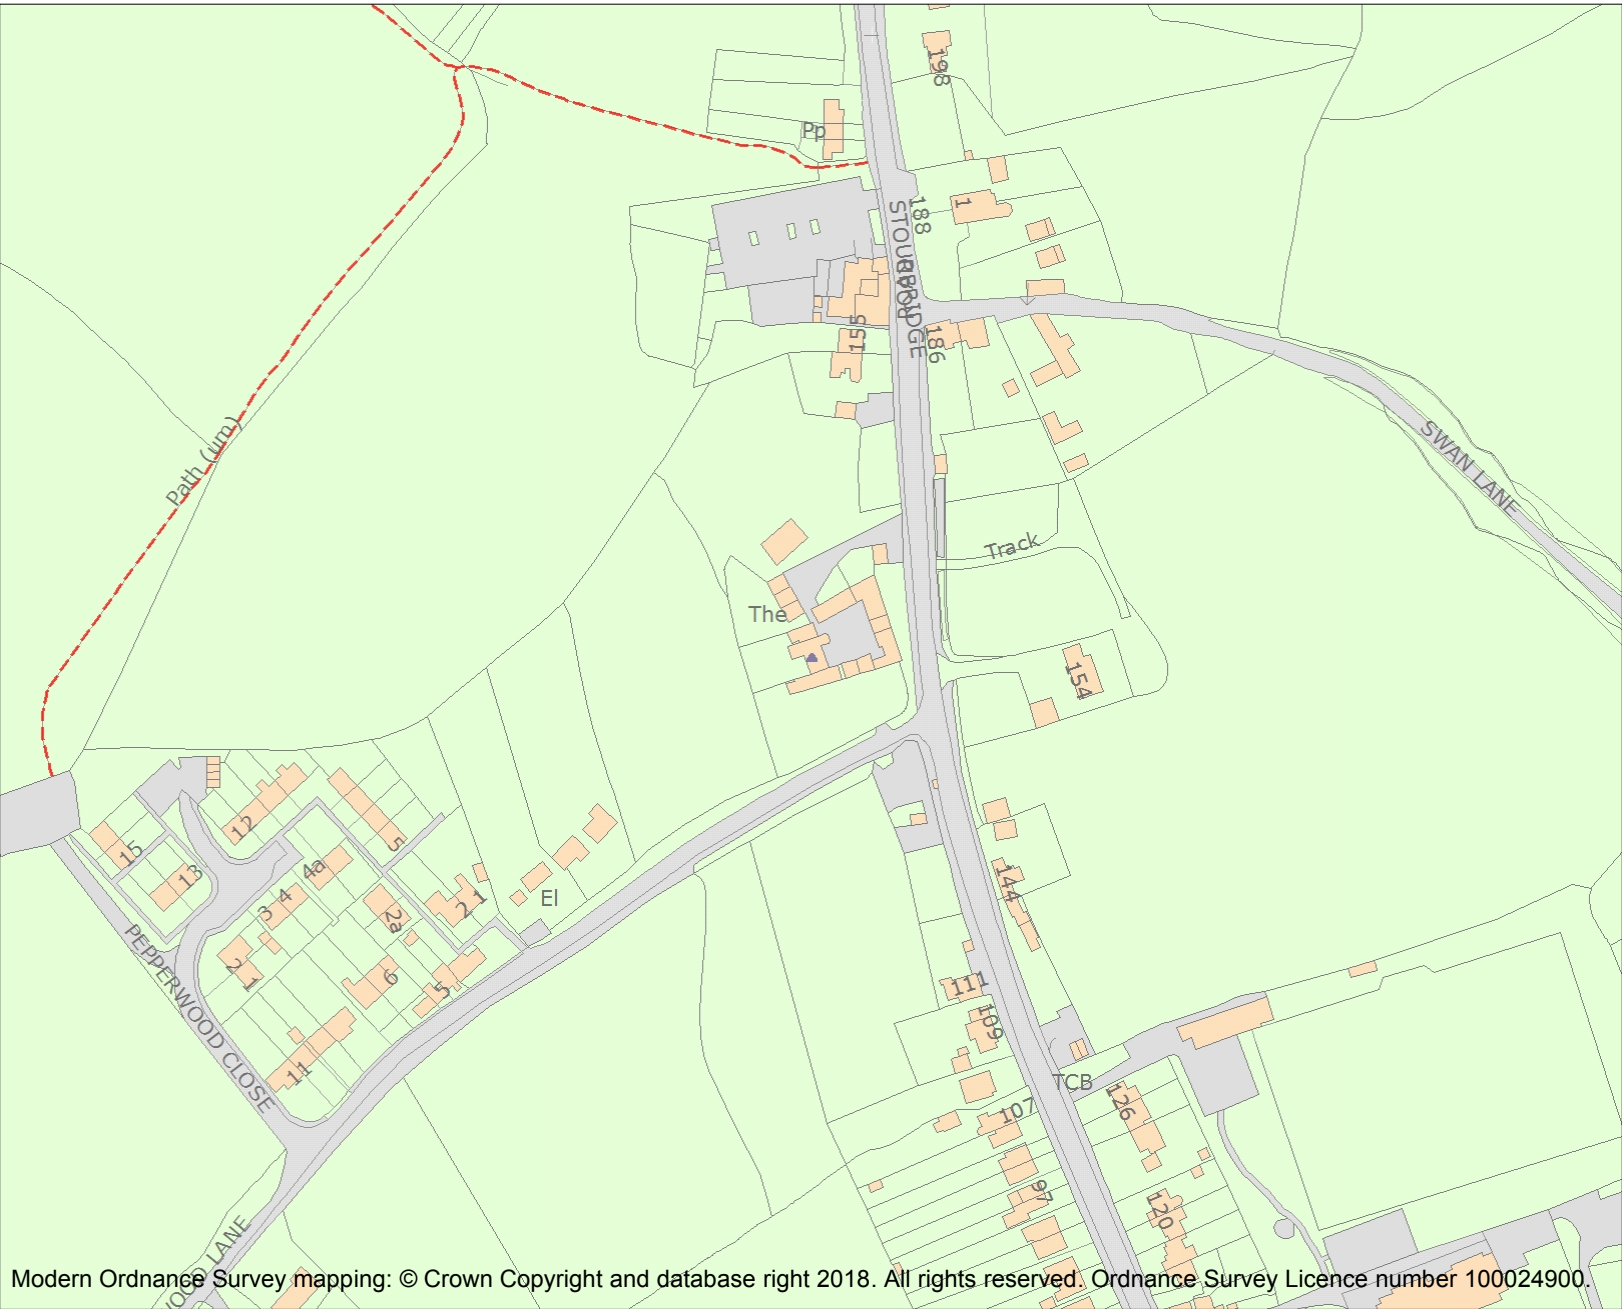 198
Pp
1
188
STOURBRIDGE
ROAD
155
186
SWAN LANE
Path (um)
Track
The
154
12
5
15
13
4a
144
El
4
3
2a
2 1
2 1
6
5
111
109
PEPPERWOOD CLOSE
11
TCB
107
126
97
120
WOOD LANE
Modern Ordnance Survey mapping: © Crown Copyright and database right 2018. All rights reserved. Ordnance Survey Licence number 100024900.